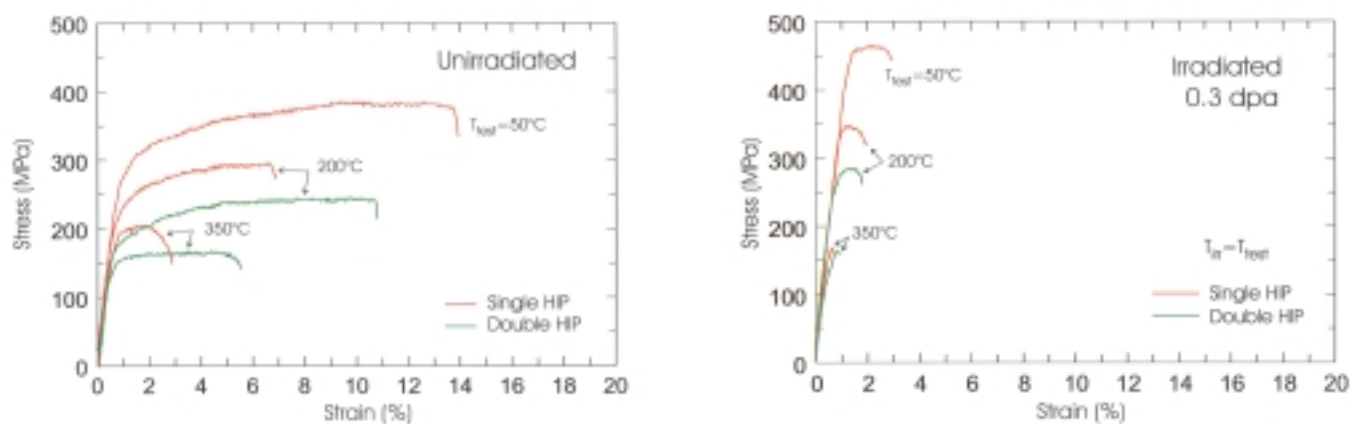 500
400
300
200
100
0
Stress (MPa)
Unirradiated
T_test=50°C
200°C
350°C
Single HIP
Double HIP
0 2 4 6 8 10 12 14 16 18 20
Strain (%)
500
400
300
200
100
0
Stress (MPa)
Irradiated
0.3 dpa
T_test=50°C
200°C
350°C
T_irr=T_test
Single HIP
Double HIP
0 2 4 6 8 10 12 14 16 18 20
Strain (%)